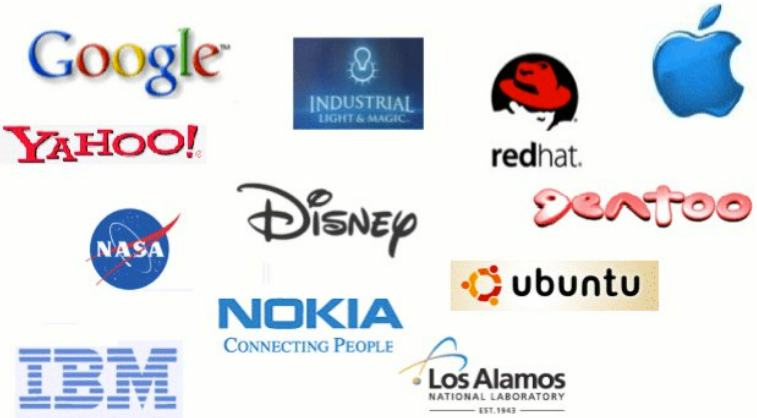 Google™
INDUSTRIAL
LIGHT & MAGIC
redhat.
YAHOO!
DISNEY
gentoo
NASA
ubuntu
NOKIA
CONNECTING PEOPLE
IBM
Los Alamos
NATIONAL LABORATORY
EST.1943